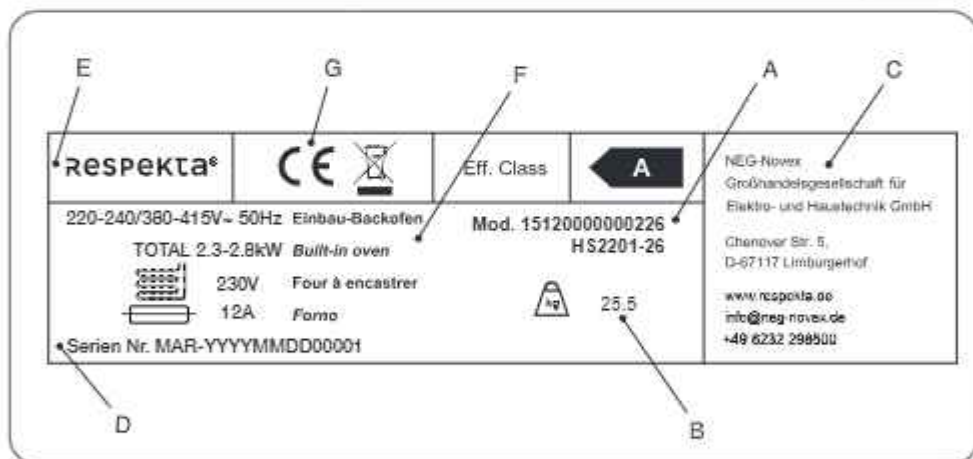 E
G
F
A
C
Respekta®
CE
Eff. Class
A
NEG-Novex
Großhandelsgesellschaft für
Elektro- und Haustechnik GmbH
Chenover Str. 5,
D-67117 Limburgerhof
www.respekta.de
info@neg-novex.de
+49 6232 298500
220-240/380-415V~ 50Hz Einbau-Backofen
TOTAL 2.3-2.8kW Built-in oven
230V Four à encastrer
12A Forno
Mod. 15120000000226
HS2201-26
kg 25.5
Serien Nr. MAR-YYYYMMDD00001
D
B